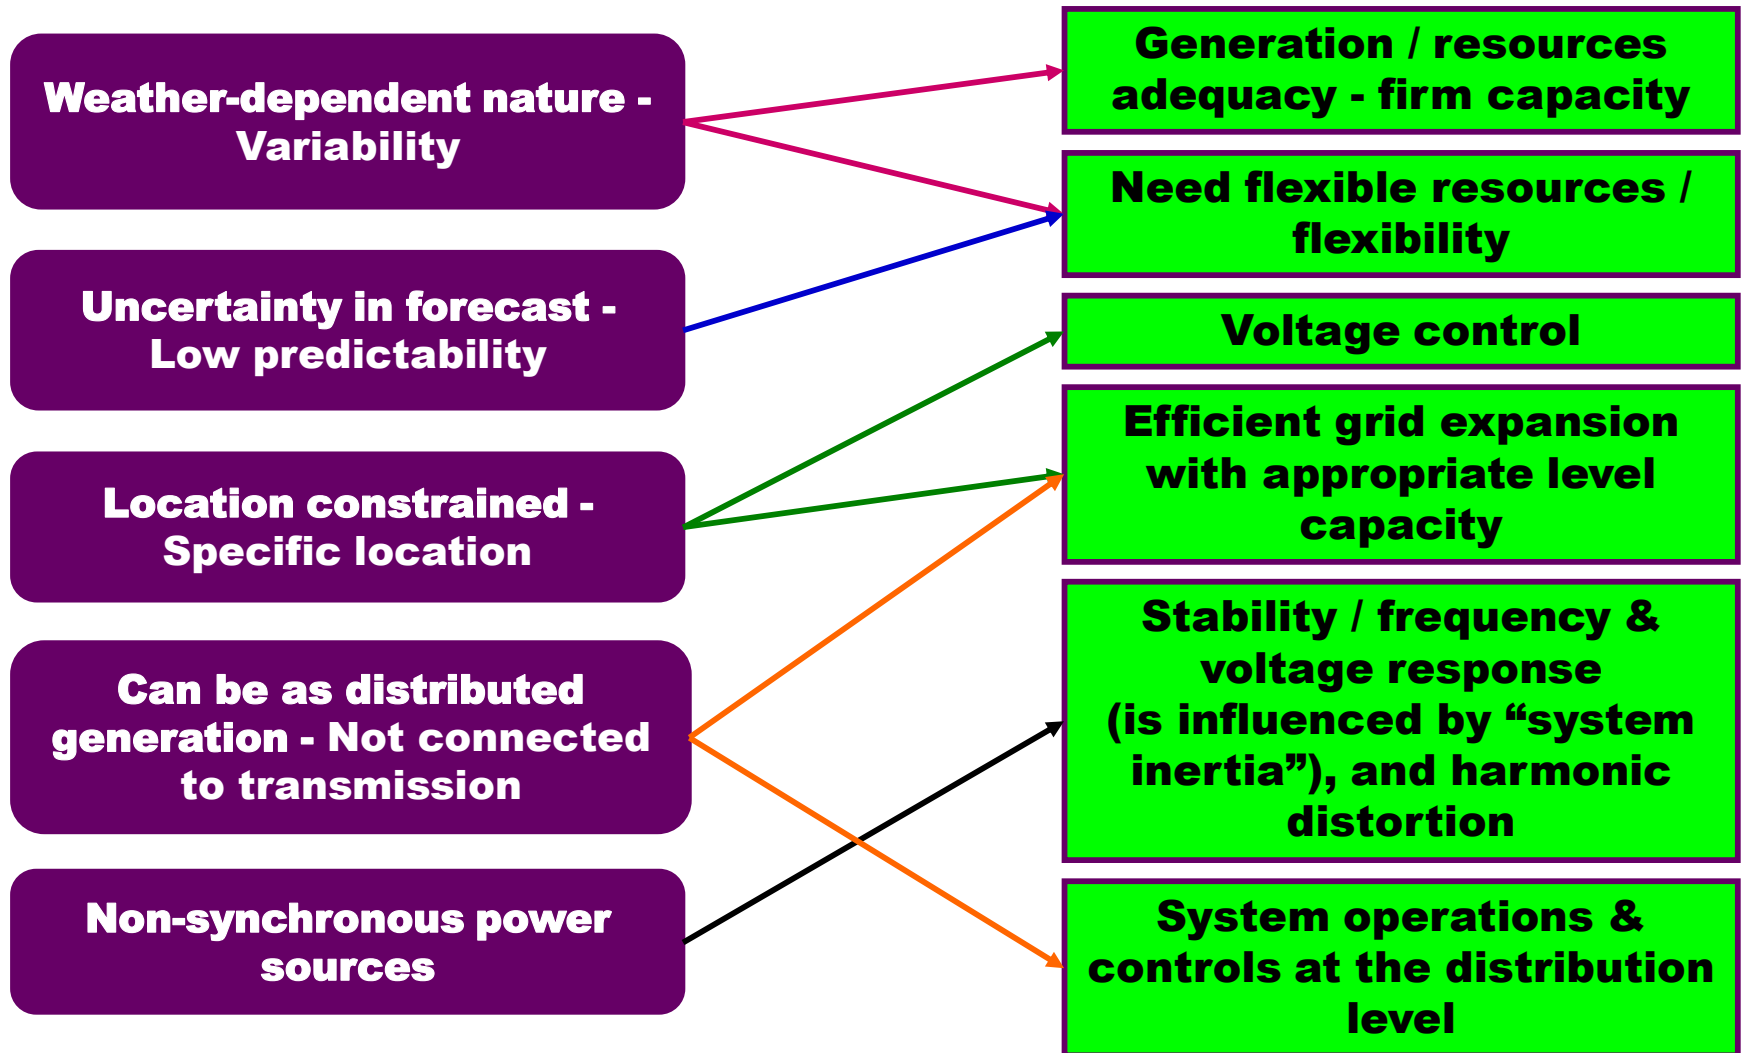 Weather-dependent nature -
Variability
Uncertainty in forecast -
Low predictability
Location constrained -
Specific location
Can be as distributed
generation - Not connected
to transmission
Non-synchronous power
sources
Generation / resources
adequacy - firm capacity
Need flexible resources /
flexibility
Voltage control
Efficient grid expansion
with appropriate level
capacity
Stability / frequency &
voltage response
(is influenced by “system
inertia”), and harmonic
distortion
System operations &
controls at the distribution
level